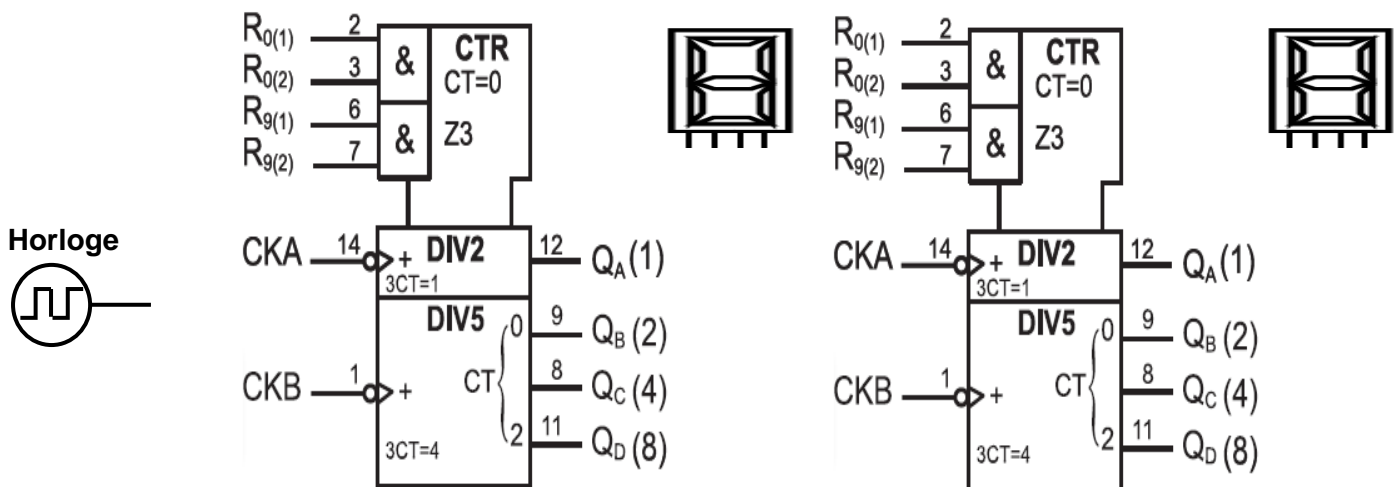 Horloge
R0(1) 2
R0(2) 3
R9(1) 6
R9(2) 7
&
&
CTR
CT=0
Z3
CKA 14
+
DIV2
3CT=1
12 QA (1)
DIV5
CKB 1
+
3CT=4
CT
0
2
9 QB (2)
8 QC (4)
11 QD (8)
R0(1) 2
R0(2) 3
R9(1) 6
R9(2) 7
&
&
CTR
CT=0
Z3
CKA 14
+
DIV2
3CT=1
12 QA (1)
DIV5
CKB 1
+
3CT=4
CT
0
2
9 QB (2)
8 QC (4)
11 QD (8)